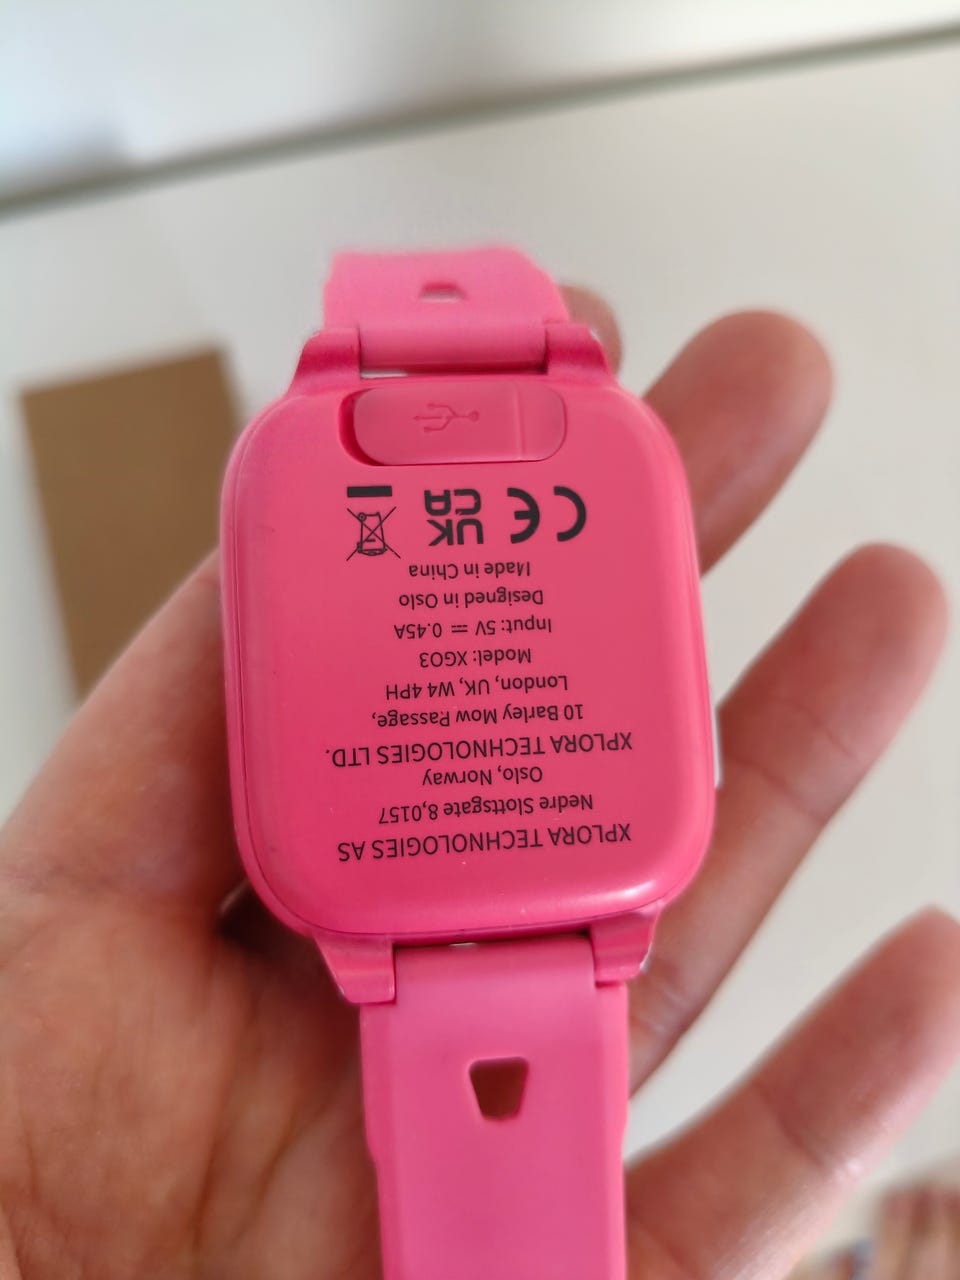 XPLORA TECHNOLOGIES AS
Nedre Slottsgate 8,0157
Oslo, Norway
XPLORA TECHNOLOGIES LTD.
10 Barley Mow Passage,
London, UK, W4 4PH
Model: XGO3
Input: 5V ⎓ 0.45A
Designed in Oslo
Made in China
CE UK CA